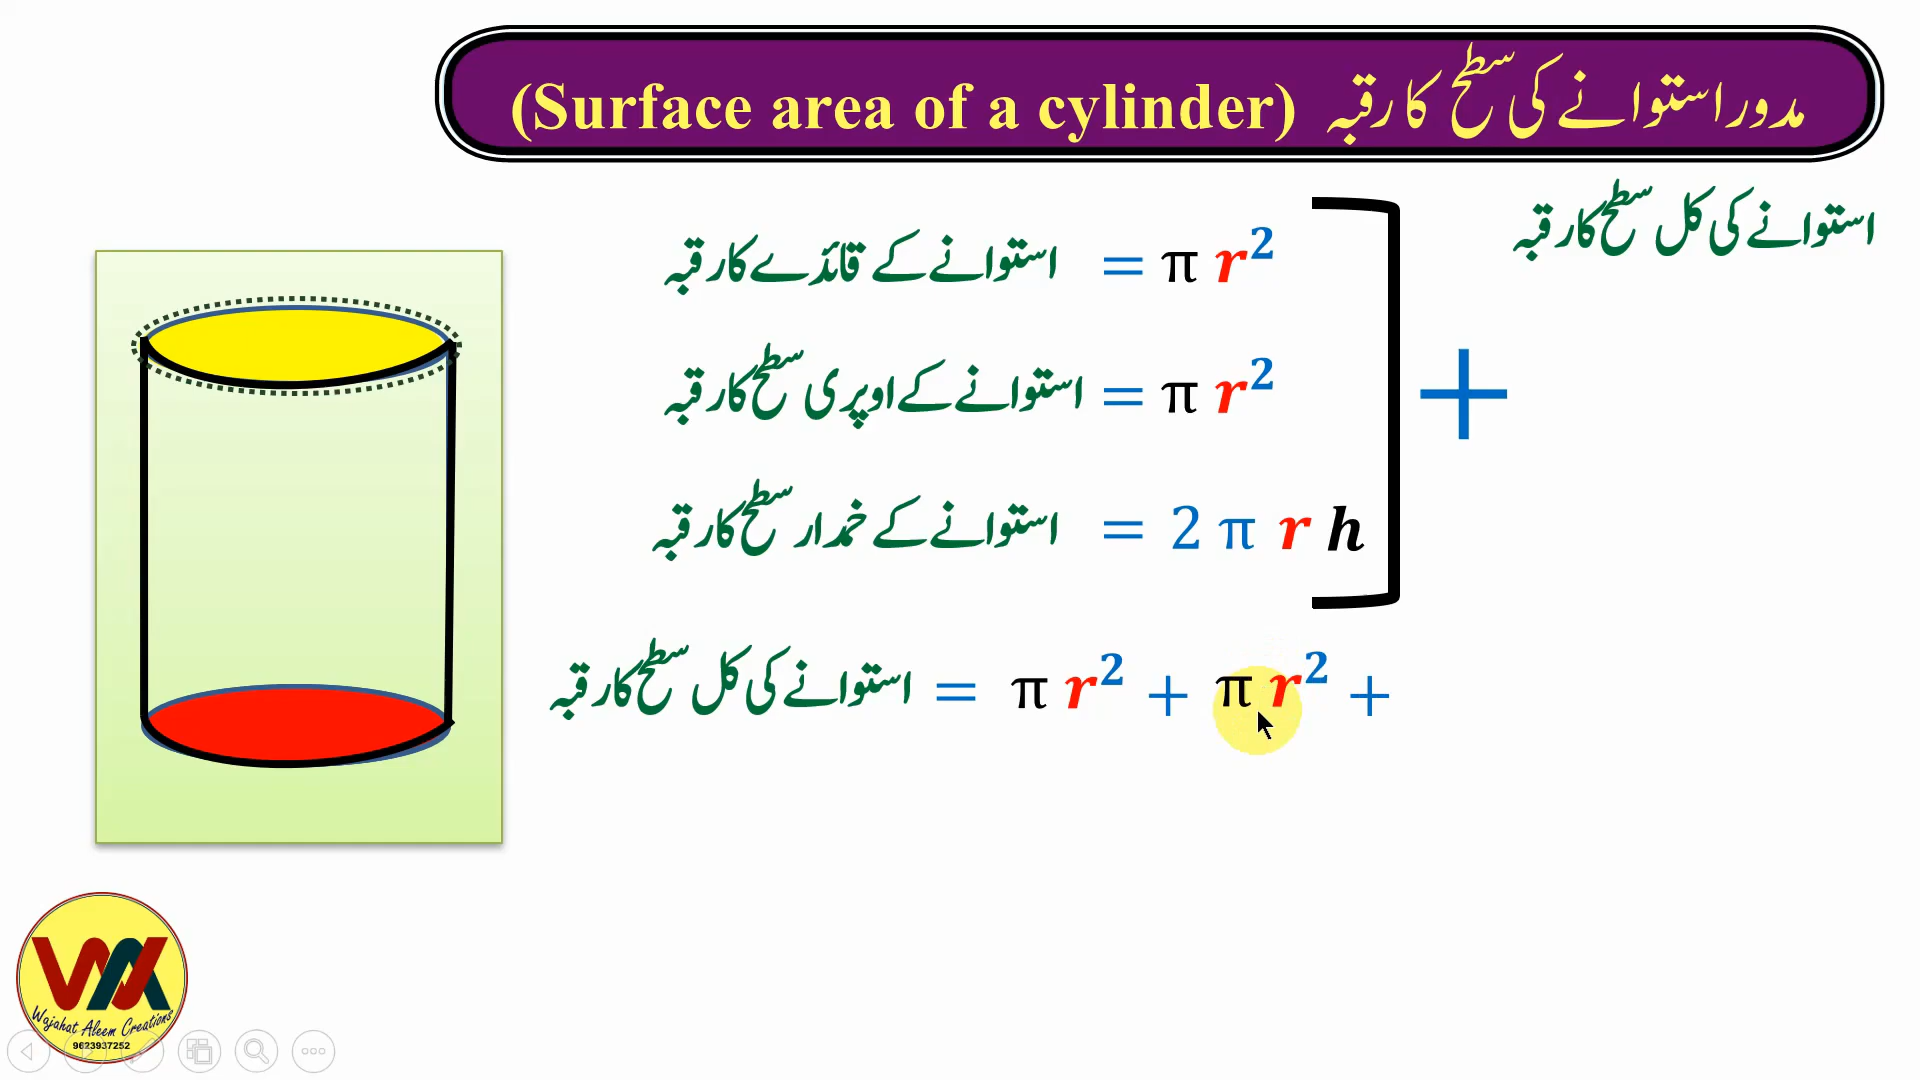 مدور استوانے کی سطح کا رقبہ (Surface area of a cylinder)
استوانے کی کل سطح کا رقبہ
استوانے کے قائدے کا رقبہ = π r²
استوانے کے اوپری سطح کا رقبہ = π r²
+
استوانے کے خمدار سطح کا رقبہ = 2 π r h
استوانے کی کل سطح کا رقبہ = π r² + π r² +
WA
Wajahat Aleem Creations
9623937252